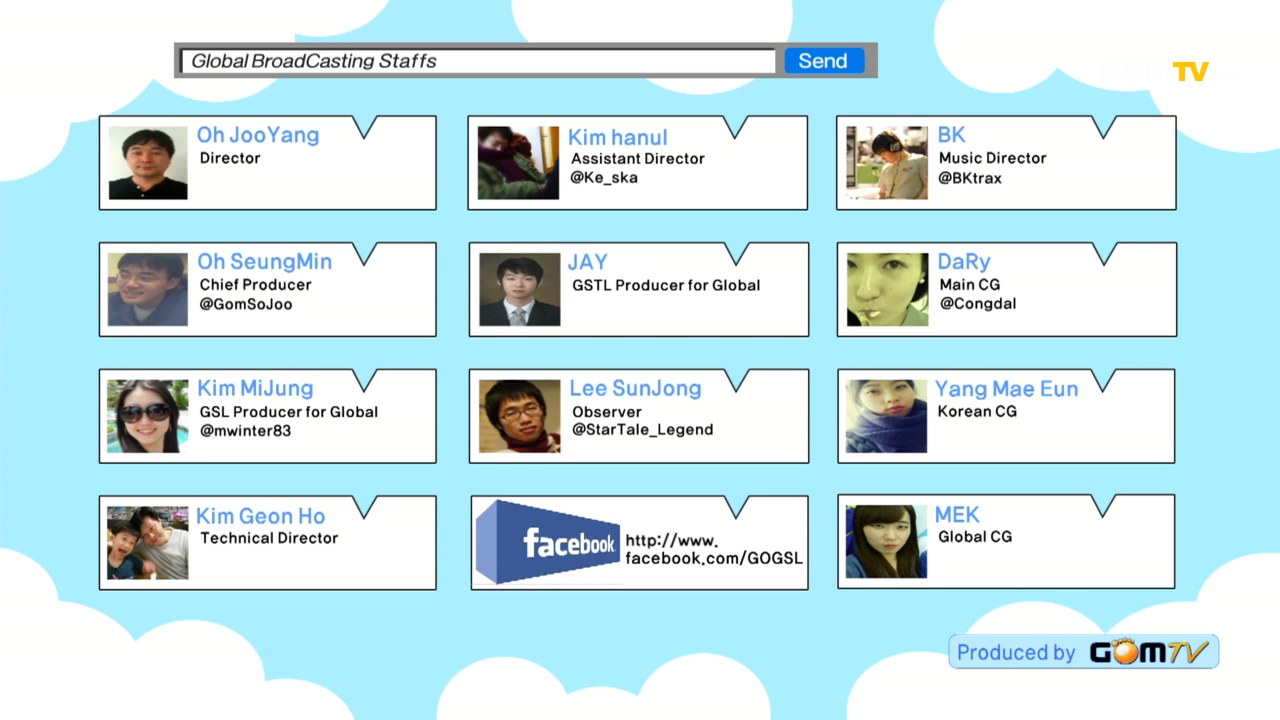 Global BroadCasting Staffs
Send
GOMTV
Oh JooYang
Director
Kim hanul
Assistant Director
@Ke_ska
BK
Music Director
@BKtrax
Oh SeungMin
Chief Producer
@GomSoJoo
JAY
GSTL Producer for Global
DaRy
Main CG
@Congdal
Kim MiJung
GSL Producer for Global
@mwinter83
Lee SunJong
Observer
@StarTale_Legend
Yang Mae Eun
Korean CG
Kim Geon Ho
Technical Director
facebook
http://www.
facebook.com/GOGSL
MEK
Global CG
Produced by GOMTV